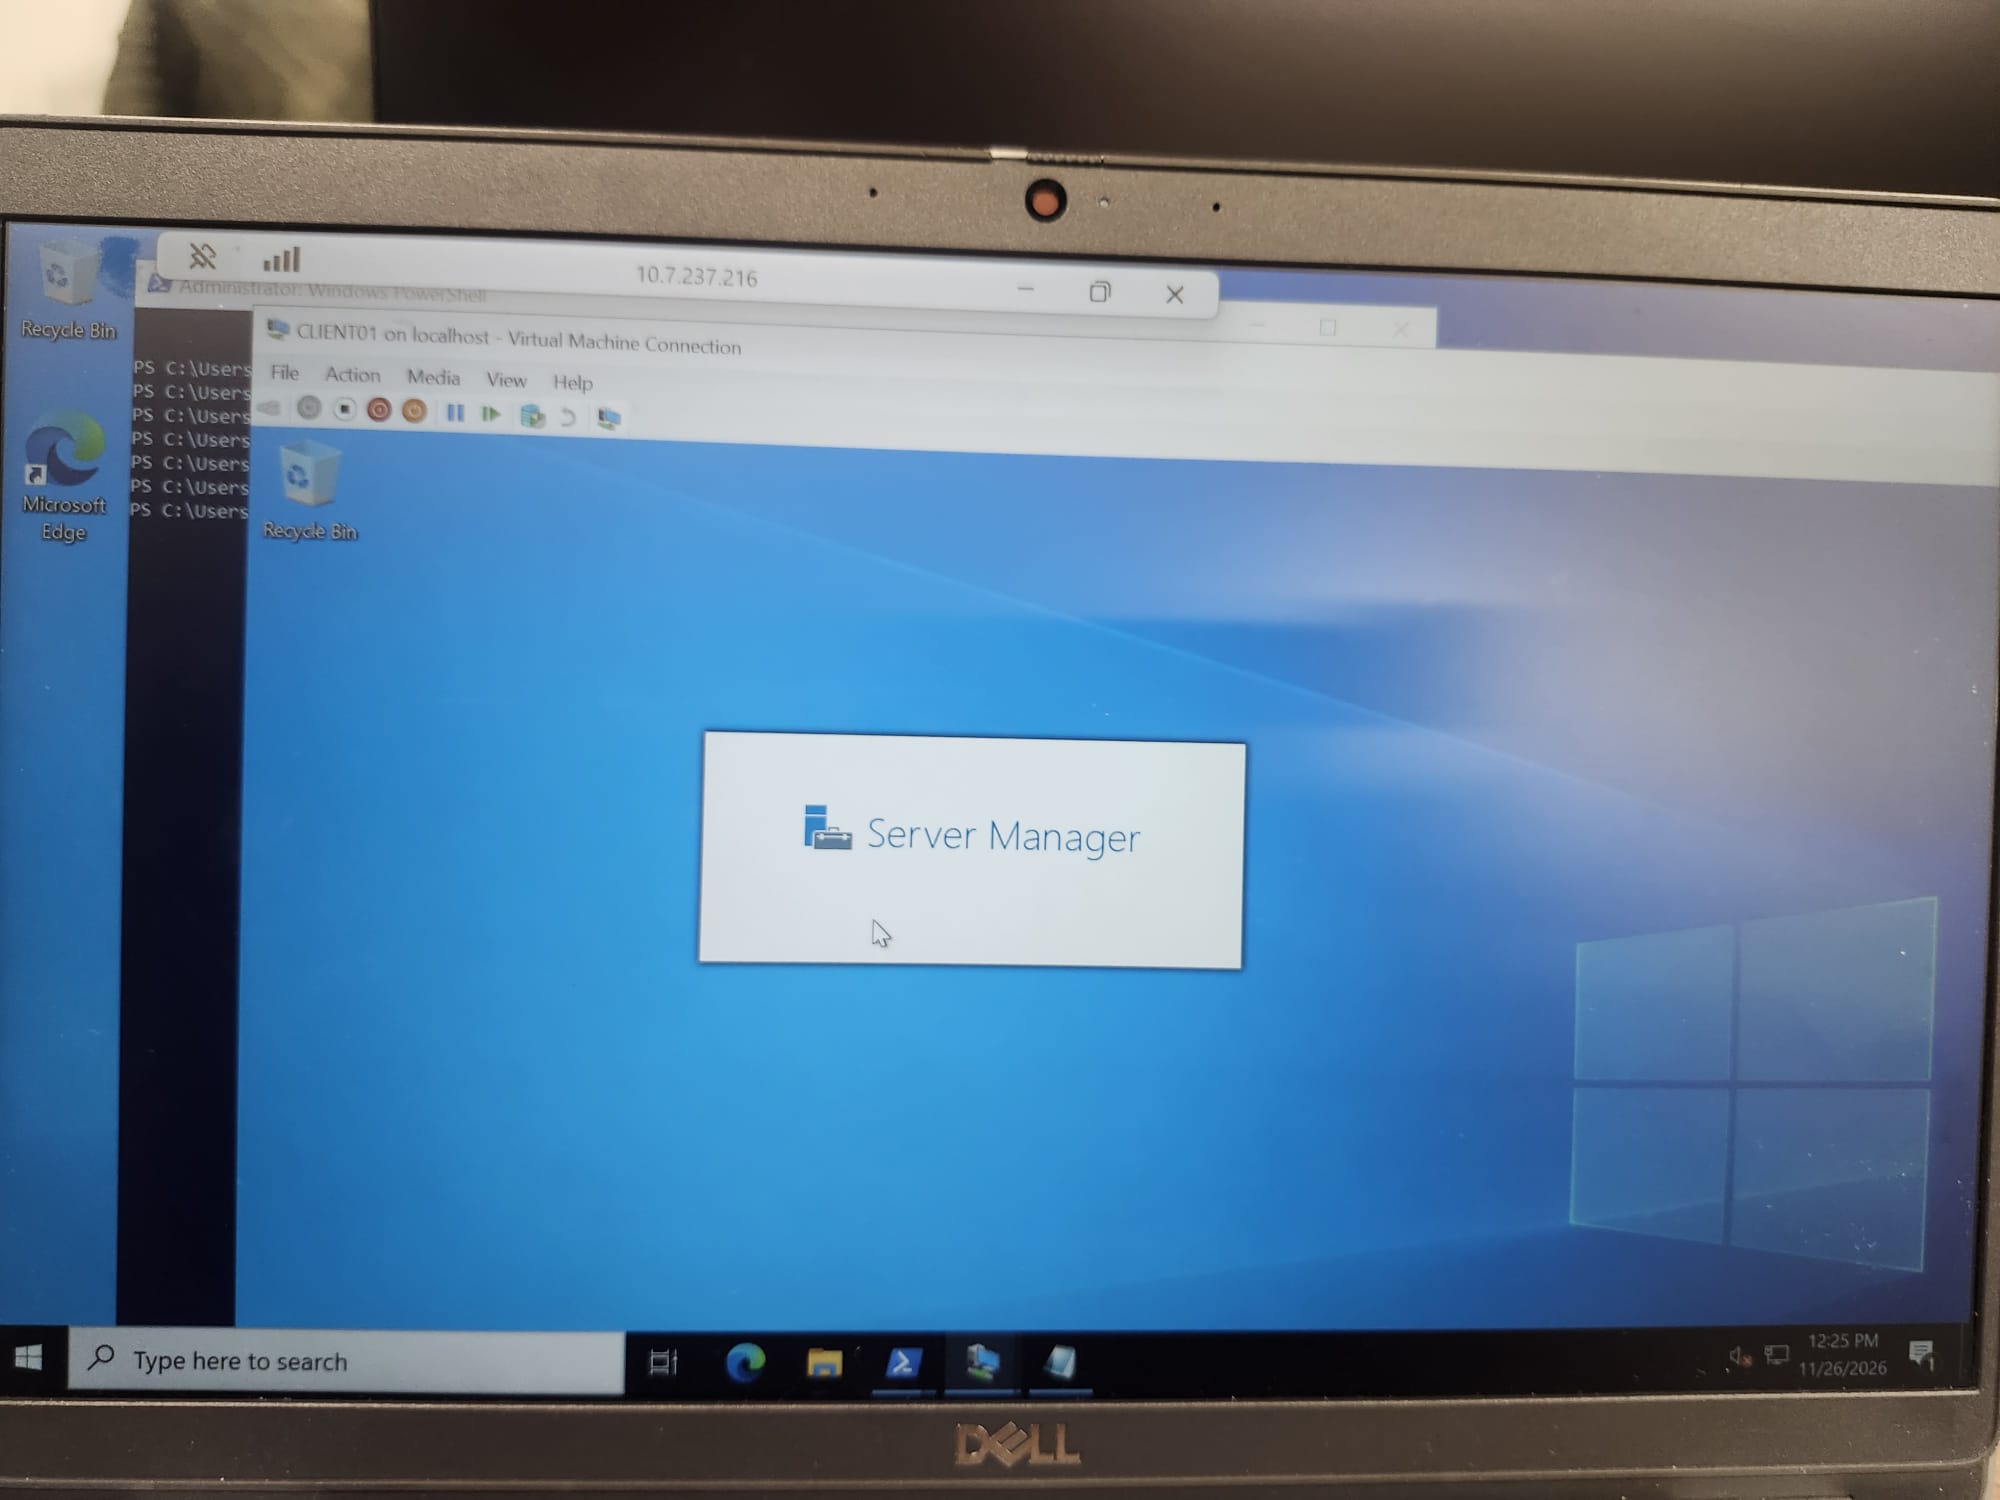 10.7.237.216
Administrator: Windows PowerShell
Recycle Bin
CLIENT01 on localhost - Virtual Machine Connection
File Action Media View Help
PS C:\Users
PS C:\Users
PS C:\Users
PS C:\Users
PS C:\Users
PS C:\Users
PS C:\Users
Microsoft
Edge
Recycle Bin
Server Manager
Type here to search
12:25 PM
11/26/2026
1
DELL